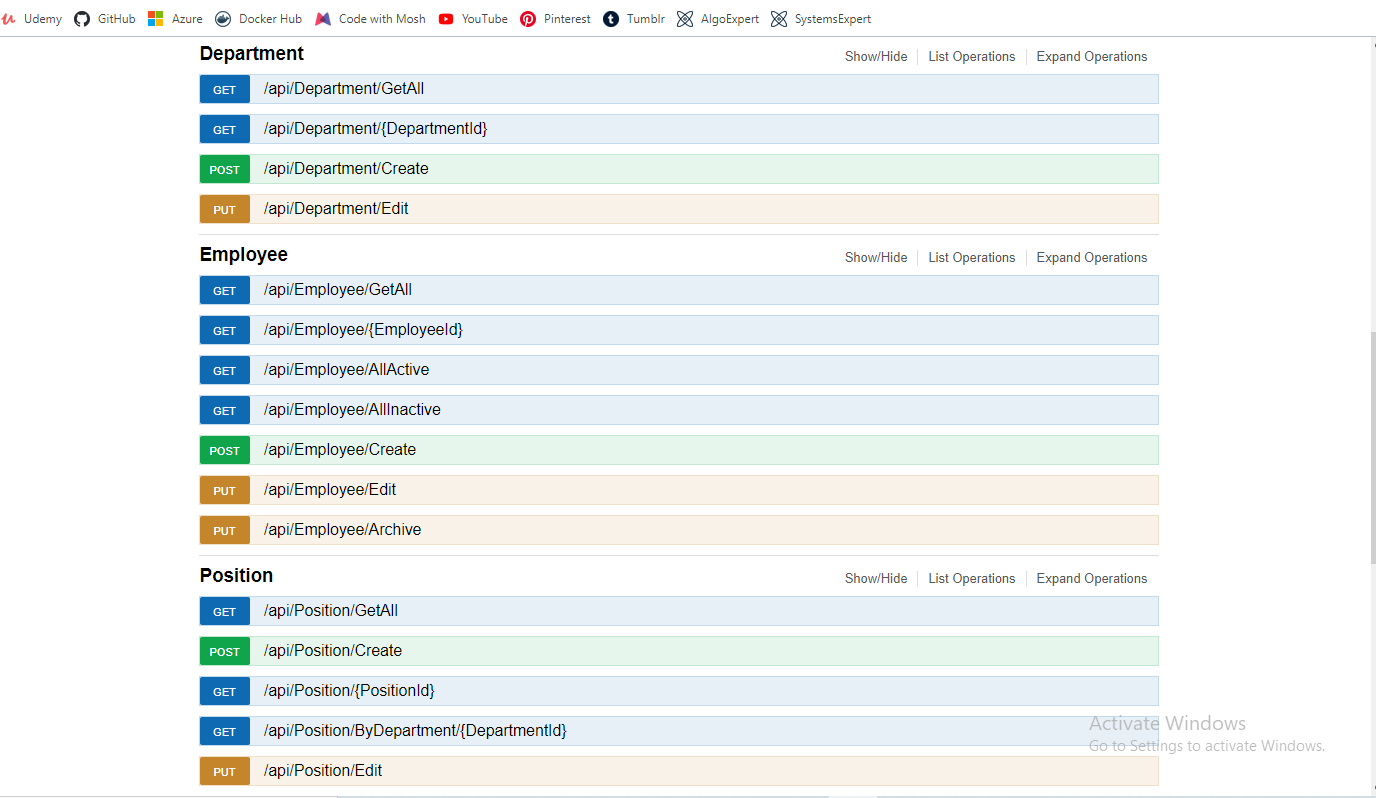 Udemy GitHub Azure Docker Hub Code with Mosh YouTube Pinterest Tumblr AlgoExpert SystemsExpert
Department Show/Hide List Operations Expand Operations
GET /api/Department/GetAll
GET /api/Department/{DepartmentId}
POST /api/Department/Create
PUT /api/Department/Edit
Employee Show/Hide List Operations Expand Operations
GET /api/Employee/GetAll
GET /api/Employee/{EmployeeId}
GET /api/Employee/AllActive
GET /api/Employee/AllInactive
POST /api/Employee/Create
PUT /api/Employee/Edit
PUT /api/Employee/Archive
Position Show/Hide List Operations Expand Operations
GET /api/Position/GetAll
POST /api/Position/Create
GET /api/Position/{PositionId}
GET /api/Position/ByDepartment/{DepartmentId}
PUT /api/Position/Edit
Activate Windows
Go to Settings to activate Windows.